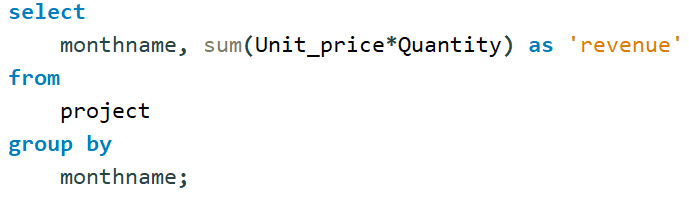 select
    monthname, sum(Unit_price*Quantity) as 'revenue'
from
    project
group by
    monthname;